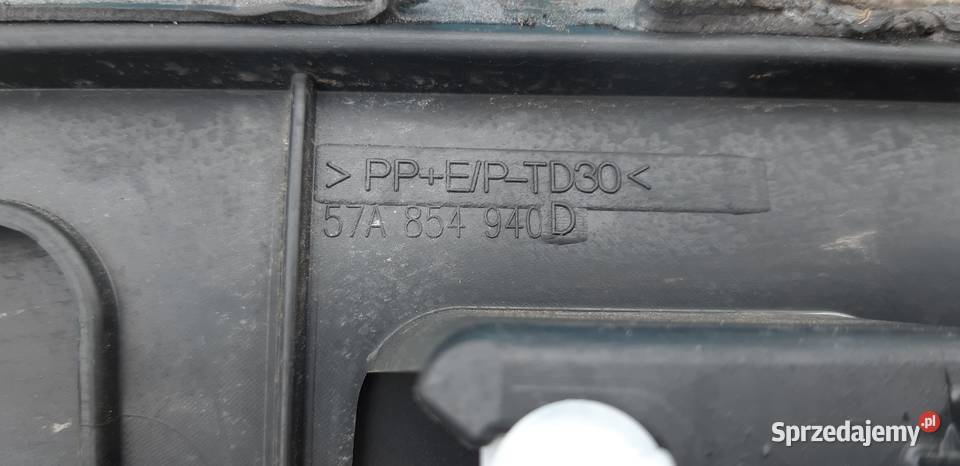 > PP+E/P-TD30 <
57A 854 940 D
Sprzedajemy.pl